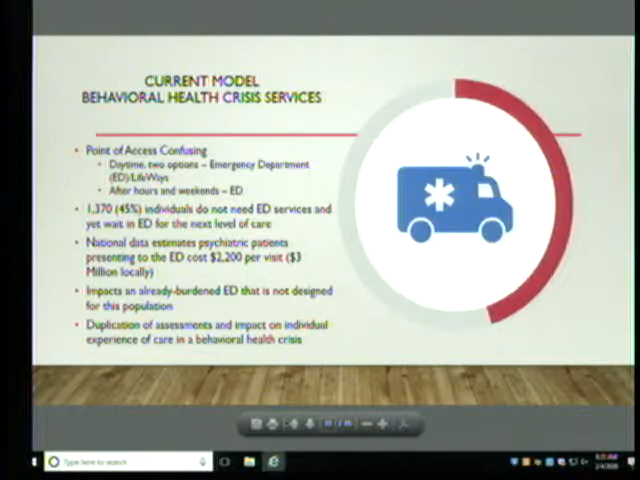 CURRENT MODEL
BEHAVIORAL HEALTH CRISIS SERVICES
• Point of Access Confusing
• Daytime, two options – Emergency Department
(ED)/LifeWays
• After hours and weekends – ED
• 1,370 (45%) individuals do not need ED services and
yet wait in ED for the next level of care
• National data estimates psychiatric patients
presenting to the ED cost $2,200 per visit ($3
Million locally)
• Impacts an already-burdened ED that is not designed
for this population
• Duplication of assessments and impact on individual
experience of care in a behavioral health crisis
Type here to search